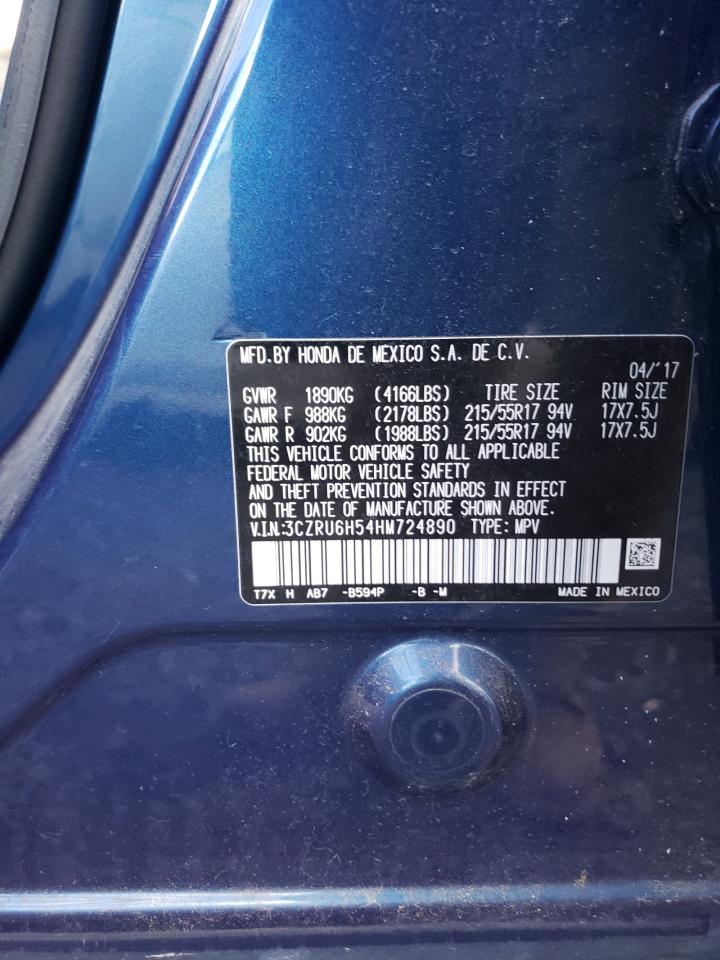 MFD.BY HONDA DE MEXICO S.A. DE C.V.
04/'17
GVWR 1890KG (4166LBS) TIRE SIZE RIM SIZE
GAWR F 988KG (2178LBS) 215/55R17 94V 17X7.5J
GAWR R 902KG (1988LBS) 215/55R17 94V 17X7.5J
THIS VEHICLE CONFORMS TO ALL APPLICABLE
FEDERAL MOTOR VEHICLE SAFETY
AND THEFT PREVENTION STANDARDS IN EFFECT
ON THE DATE OF MANUFACTURE SHOWN ABOVE.
V.I.N.:3CZRU6H54HM724890 TYPE: MPV
T7X H AB7 -B594P -B -M MADE IN MEXICO